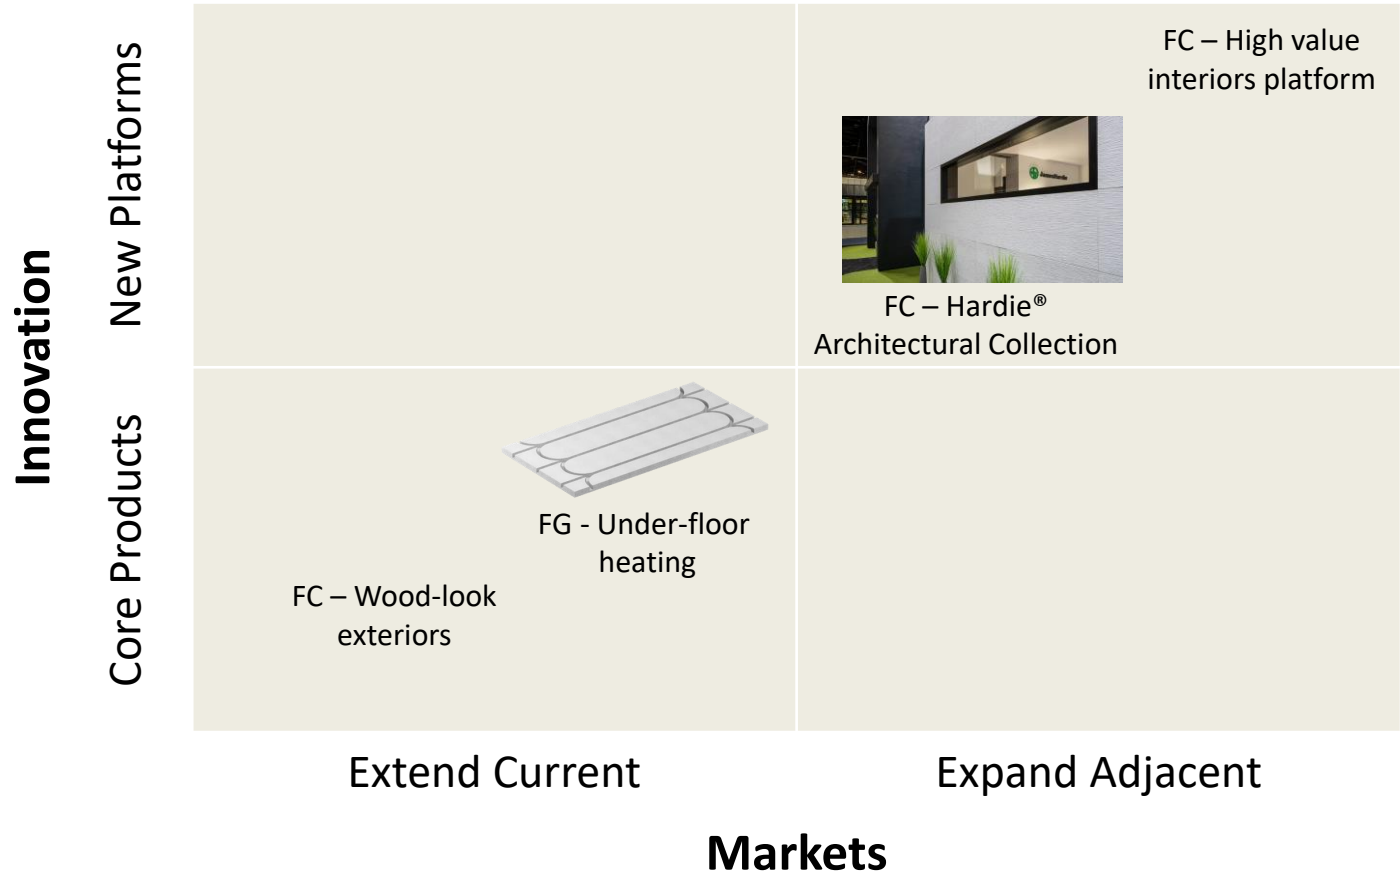 FC – High value
interiors platform
JamesHardie
FC – Hardie®
Architectural Collection
New Platforms
Innovation
Core Products
FG - Under-floor
heating
FC – Wood-look
exteriors
Extend Current
Expand Adjacent
Markets